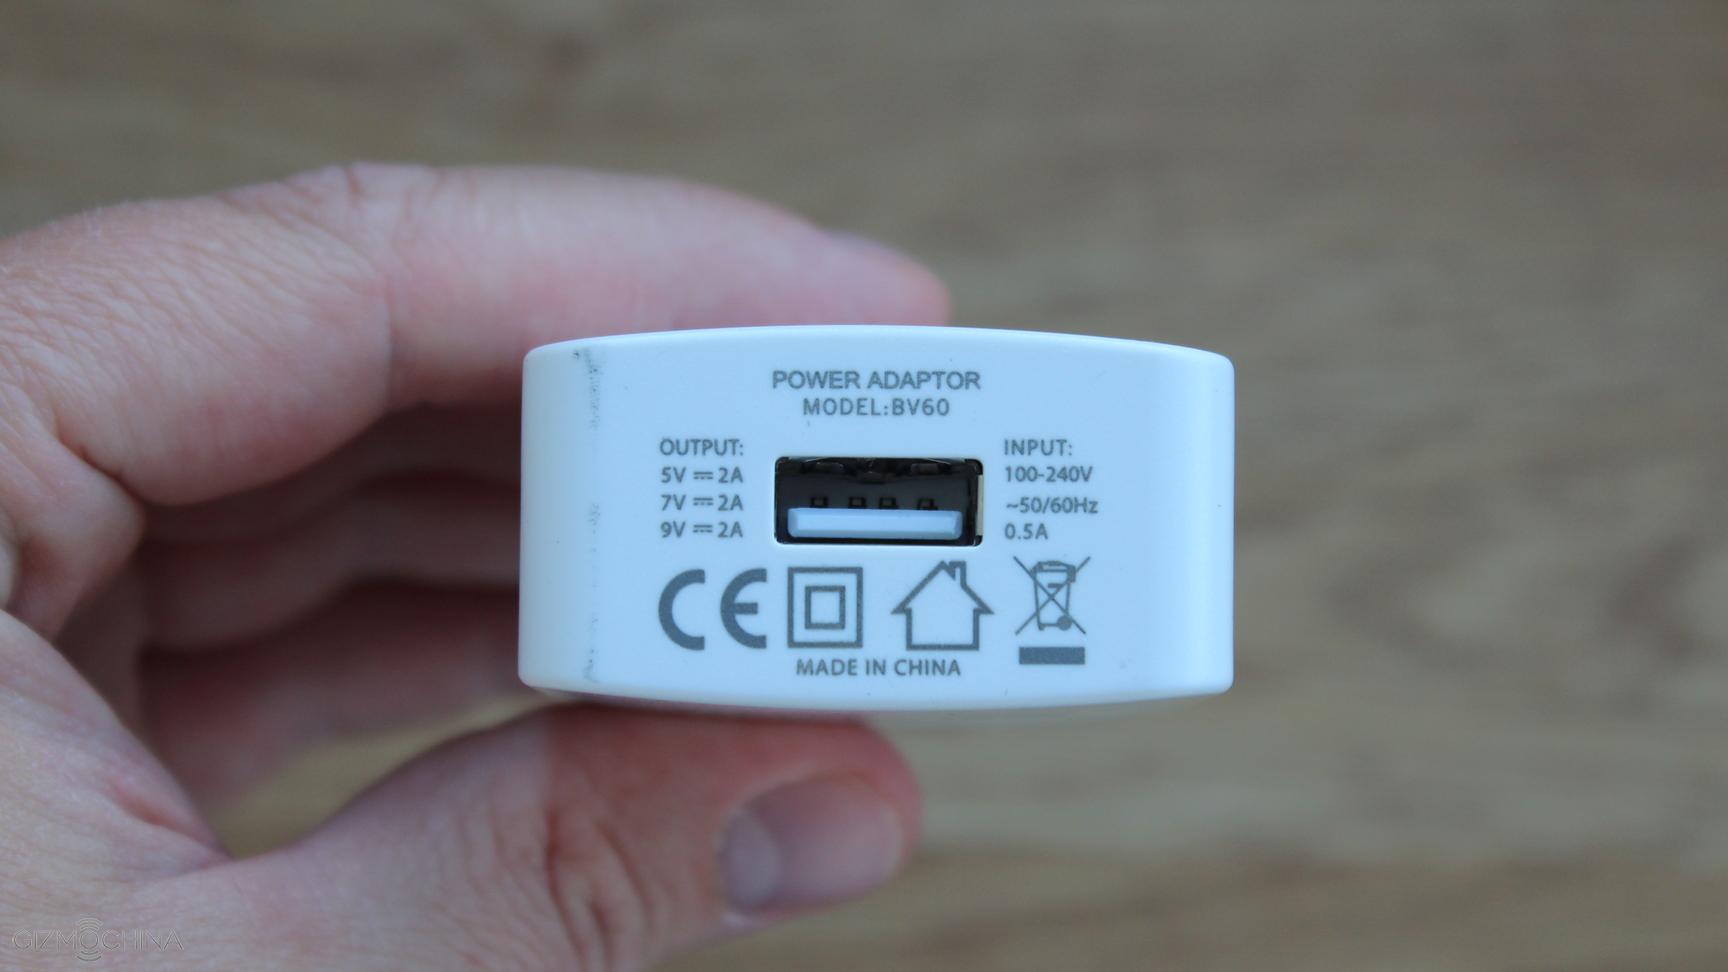 POWER ADAPTOR
MODEL:BV60
OUTPUT:
5V ⎓ 2A
7V ⎓ 2A
9V ⎓ 2A
INPUT:
100-240V
~50/60Hz
0.5A
CE
MADE IN CHINA
GIZMOCHINA